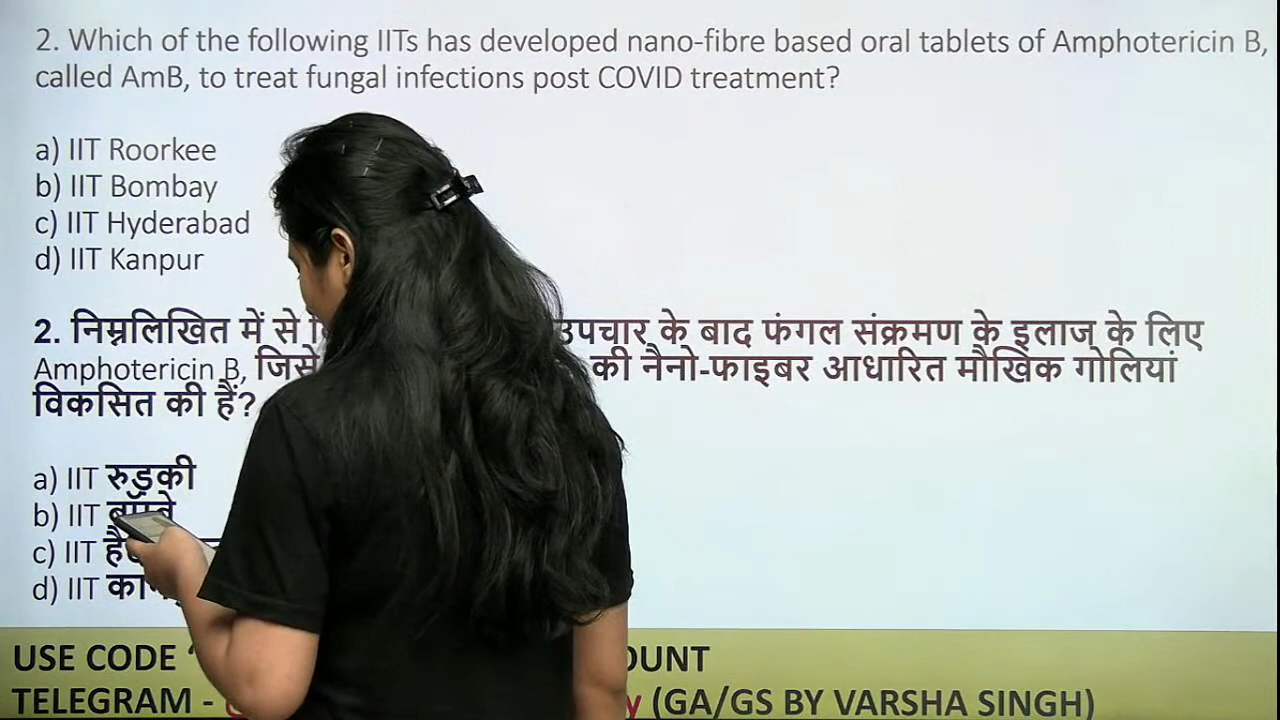 2. Which of the following IITs has developed nano-fibre based oral tablets of Amphotericin B,
called AmB, to treat fungal infections post COVID treatment?
a) IIT Roorkee
b) IIT Bombay
c) IIT Hyderabad
d) IIT Kanpur
2. निम्नलिखित में से उपचार के बाद फंगल संक्रमण के इलाज के लिए
Amphotericin B, जिसे की नैनो-फाइबर आधारित मौखिक गोलियां
विकसित की हैं?
a) IIT रुड़की
b) IIT
c) IIT
d) IIT
USE CODE
TELEGRAM - (GA/GS BY VARSHA SINGH)